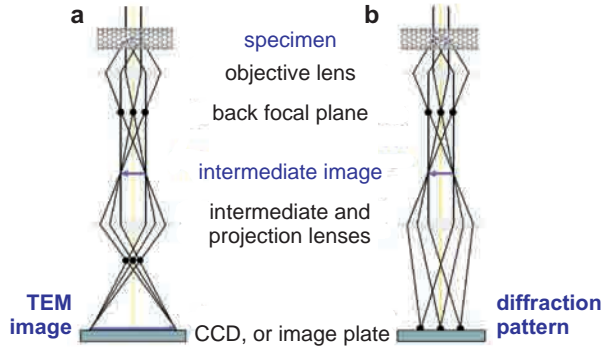 a
b
specimen
objective lens
back focal plane
intermediate image
intermediate and
projection lenses
TEM
image
CCD, or image plate
diffraction
pattern